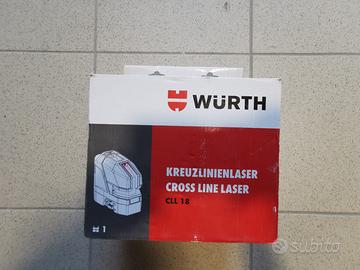 WÜRTH
KREUZLINIENLASER
CROSS LINE LASER
CLL 18
1
subito